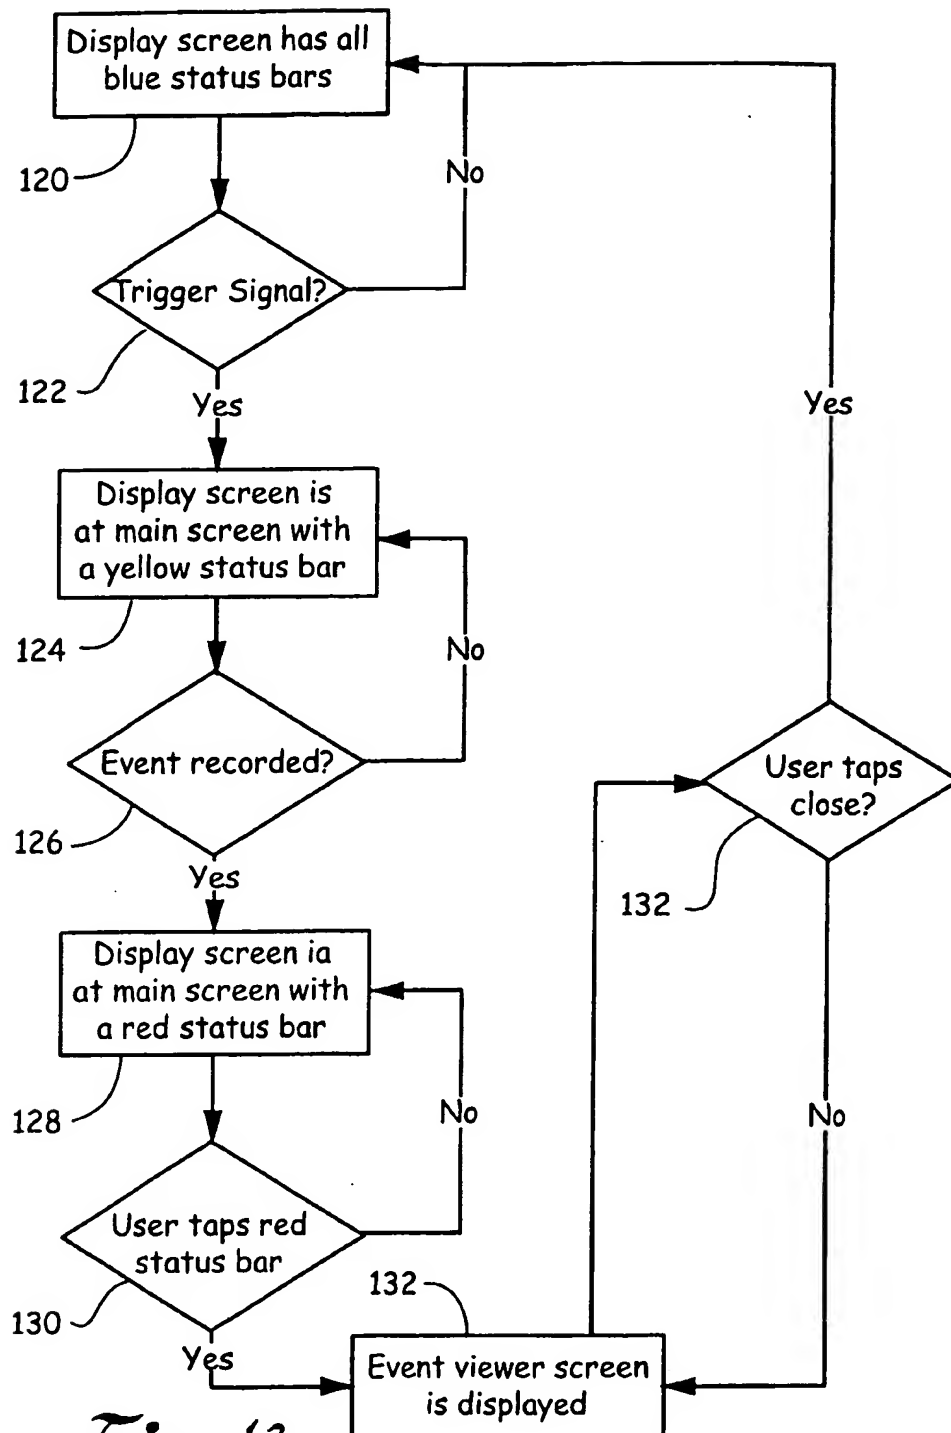 Display screen has all
blue status bars
120
No
Trigger Signal?
122
Yes
Yes
Display screen is
at main screen with
a yellow status bar
124
No
Event recorded?
126
User taps
close?
132
Yes
Display screen ia
at main screen with
a red status bar
128
No
No
User taps red
status bar
130
132
Yes
Event viewer screen
is displayed